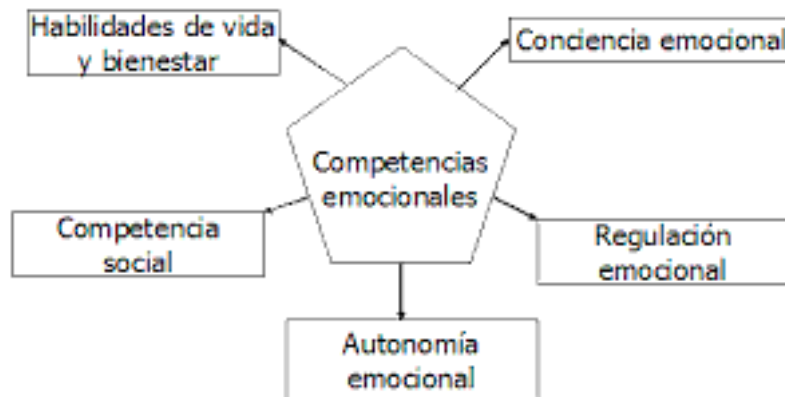 Habilidades de vida
y bienestar
Conciencia emocional
Competencias
emocionales
Competencia
social
Regulación
emocional
Autonomía
emocional